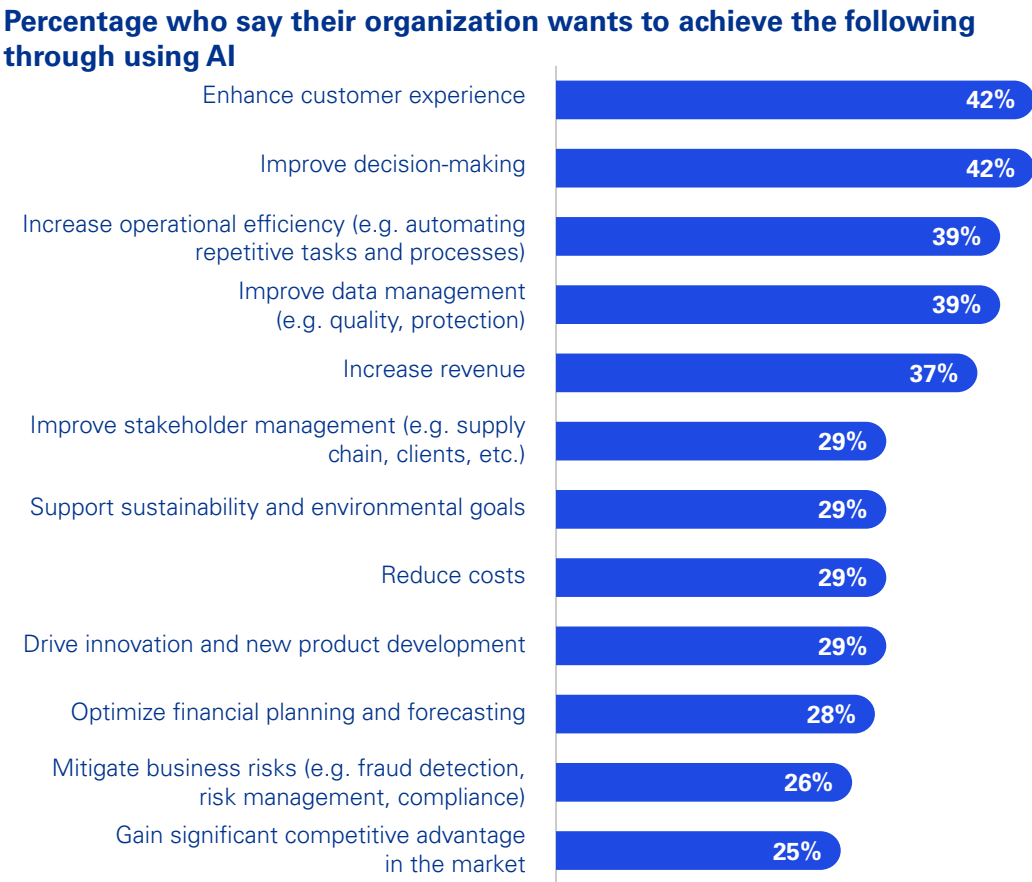 Percentage who say their organization wants to achieve the following
through using AI
Enhance customer experience
42%
Improve decision-making
42%
Increase operational efficiency (e.g. automating
repetitive tasks and processes)
39%
Improve data management
(e.g. quality, protection)
39%
Increase revenue
37%
Improve stakeholder management (e.g. supply
chain, clients, etc.)
29%
Support sustainability and environmental goals
29%
Reduce costs
29%
Drive innovation and new product development
29%
Optimize financial planning and forecasting
28%
Mitigate business risks (e.g. fraud detection,
risk management, compliance)
26%
Gain significant competitive advantage
in the market
25%